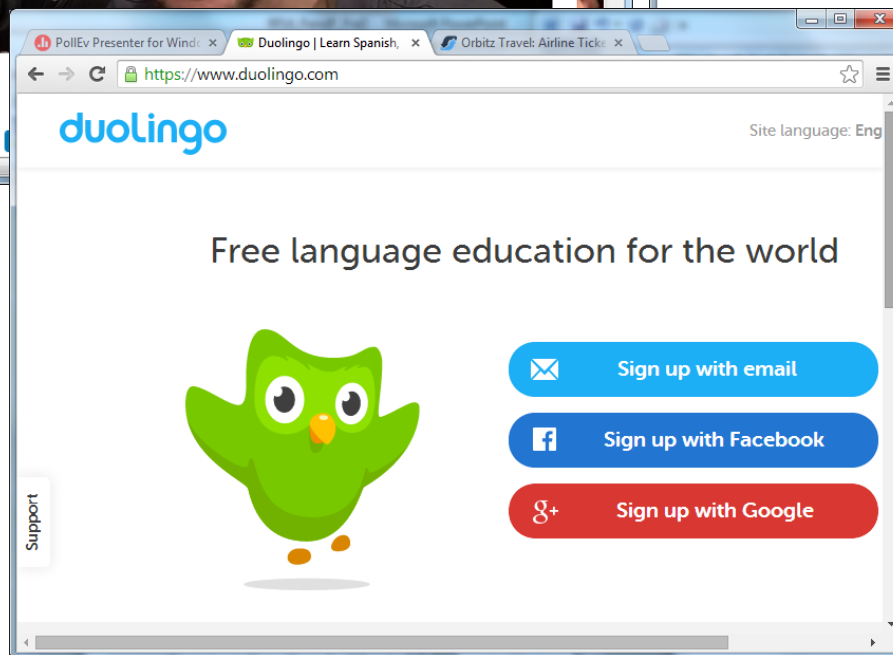 PollEv Presenter for Windo
Duolingo | Learn Spanish,
Orbitz Travel: Airline Ticke
https://www.duolingo.com
duolingo
Site language: Eng
Free language education for the world
Sign up with email
Sign up with Facebook
g+ Sign up with Google
Support